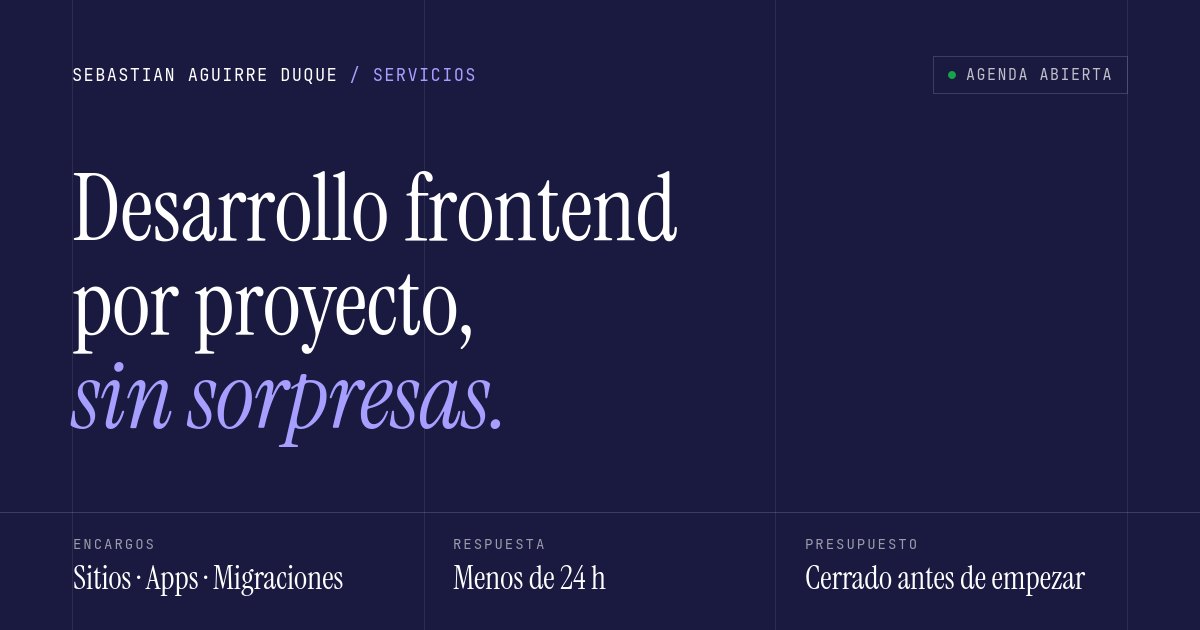 SEBASTIAN AGUIRRE DUQUE / SERVICIOS
AGENDA ABIERTA
Desarrollo frontend
por proyecto,
sin sorpresas.
ENCARGOS
Sitios · Apps · Migraciones
RESPUESTA
Menos de 24 h
PRESUPUESTO
Cerrado antes de empezar